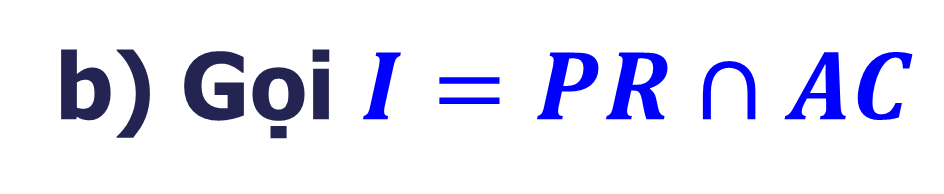 b) Gọi I = PR ∩ AC